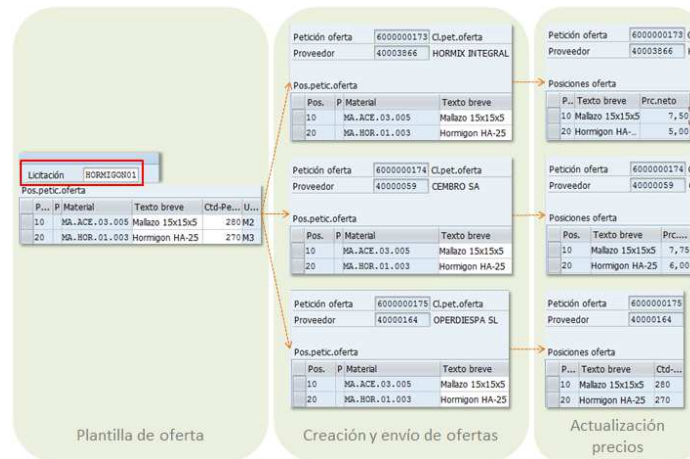 Licitación HORMIGON01
Pos.petic.oferta
P... P Material Texto breve Ctd-Pe... U...
10 MA.ACE.03.005 Mallazo 15x15x5 280 M2
20 MA.HOR.01.003 Hormigon HA-25 270 M3
Plantilla de oferta
Petición oferta 6000000173 Cl.pet.oferta
Proveedor 40003866 HORMIX INTEGRAL
Pos.petic.oferta
Pos. P Material Texto breve
10 MA.ACE.03.005 Mallazo 15x15x5
20 MA.HOR.01.003 Hormigon HA-25
Petición oferta 6000000174 Cl.pet.oferta
Proveedor 40000059 CEMBRO SA
Pos.petic.oferta
Pos. P Material Texto breve
10 MA.ACE.03.005 Mallazo 15x15x5
20 MA.HOR.01.003 Hormigon HA-25
Petición oferta 6000000175 Cl.pet.oferta
Proveedor 40000164 OPERDIESPA SL
Pos.petic.oferta
Pos. P Material Texto breve
10 MA.ACE.03.005 Mallazo 15x15x5
20 MA.HOR.01.003 Hormigon HA-25
Creación y envío de ofertas
Petición oferta 6000000173
Proveedor 40003866
Posiciones oferta
P.. Texto breve Prc.neto
10 Mallazo 15x15x5 7,50
20 Hormigon HA-.. 5,00
Petición oferta 6000000174
Proveedor 40000059
Posiciones oferta
Pos. Texto breve Prc....
10 Mallazo 15x15x5 7,75
20 Hormigon HA-25 6,00
Petición oferta 6000000175
Proveedor 40000164
Posiciones oferta
P... Texto breve Ctd-...
10 Mallazo 15x15x5 280
20 Hormigon HA-25 270
Actualización
precios